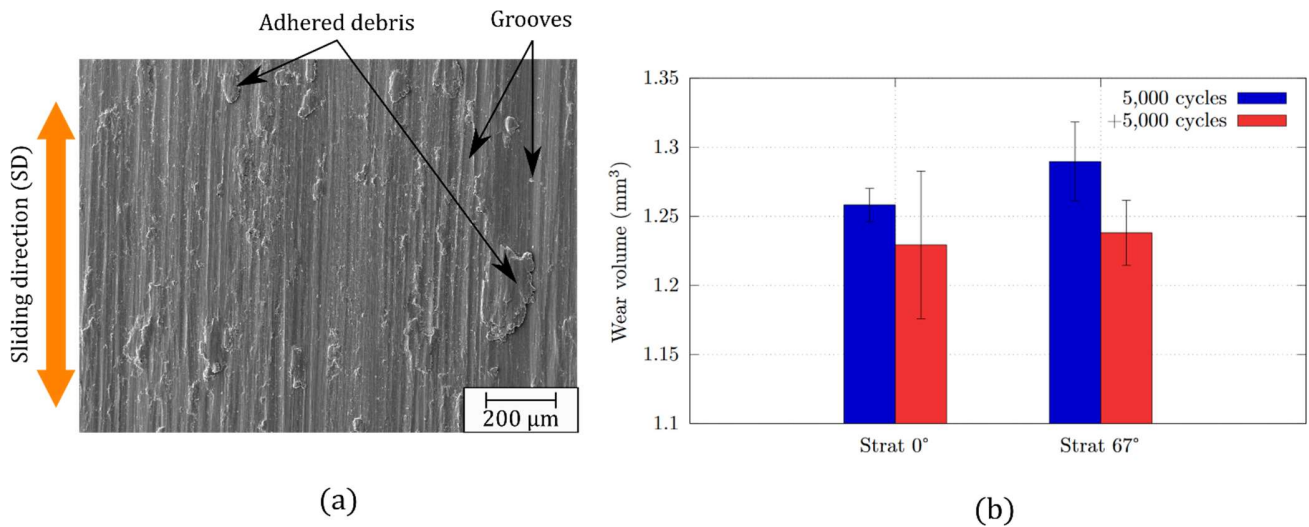 Adhered debris
Grooves
Sliding direction (SD)
200 μm
(a)
1.35
1.3
1.25
1.2
1.15
1.1
Wear volume (mm³)
5,000 cycles
+5,000 cycles
Strat 0°
Strat 67°
(b)